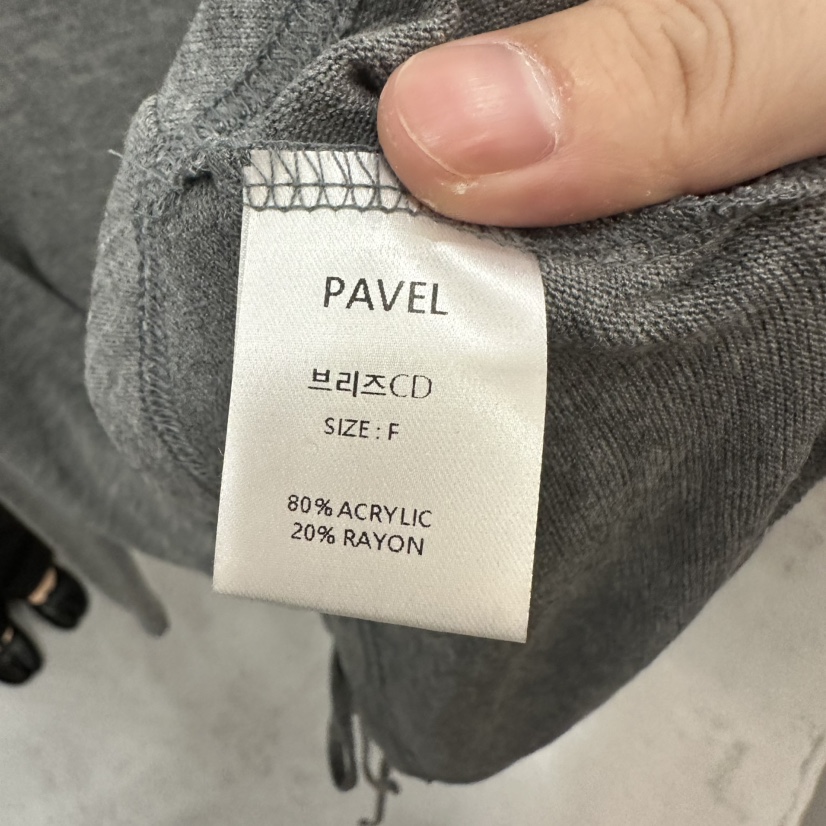 PAVEL
브리즈CD
SIZE : F
80% ACRYLIC
20% RAYON